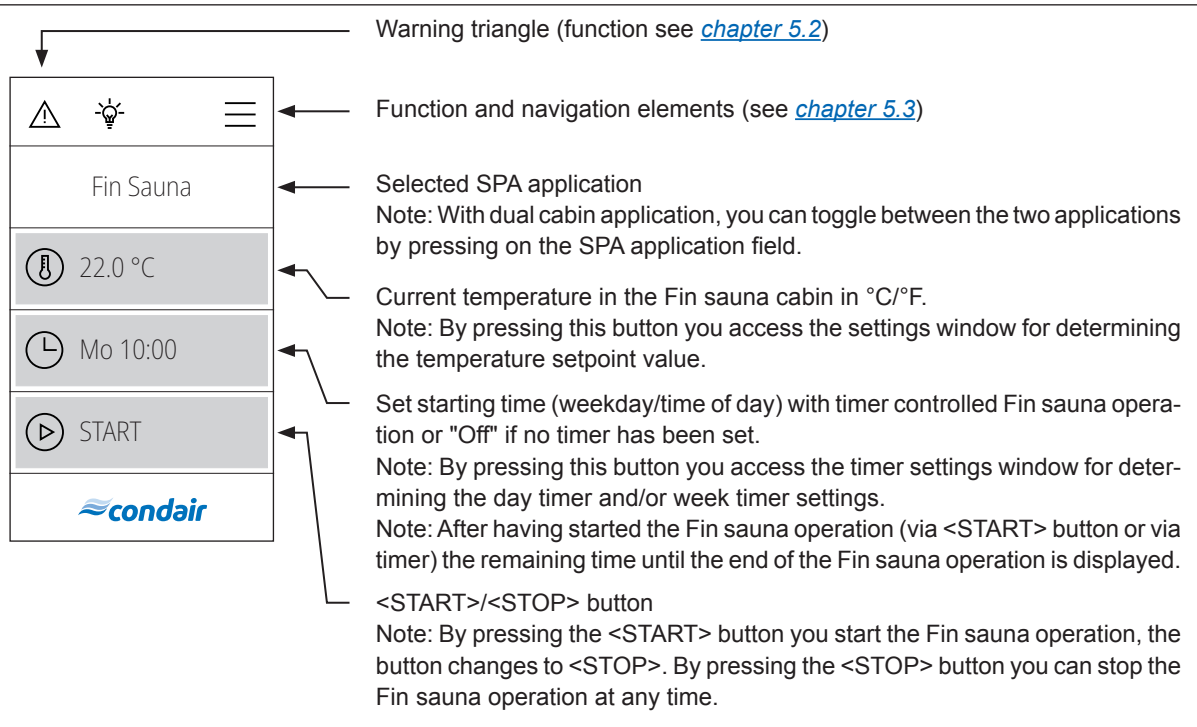 Warning triangle (function see chapter 5.2)
Function and navigation elements (see chapter 5.3)
Fin Sauna
Selected SPA application
Note: With dual cabin application, you can toggle between the two applications
by pressing on the SPA application field.
22.0 °C
Current temperature in the Fin sauna cabin in °C/°F.
Note: By pressing this button you access the settings window for determining
the temperature setpoint value.
Mo 10:00
Set starting time (weekday/time of day) with timer controlled Fin sauna opera-
tion or "Off" if no timer has been set.
Note: By pressing this button you access the timer settings window for deter-
mining the day timer and/or week timer settings.
Note: After having started the Fin sauna operation (via <START> button or via
timer) the remaining time until the end of the Fin sauna operation is displayed.
START
<START>/<STOP> button
Note: By pressing the <START> button you start the Fin sauna operation, the
button changes to <STOP>. By pressing the <STOP> button you can stop the
Fin sauna operation at any time.
condair